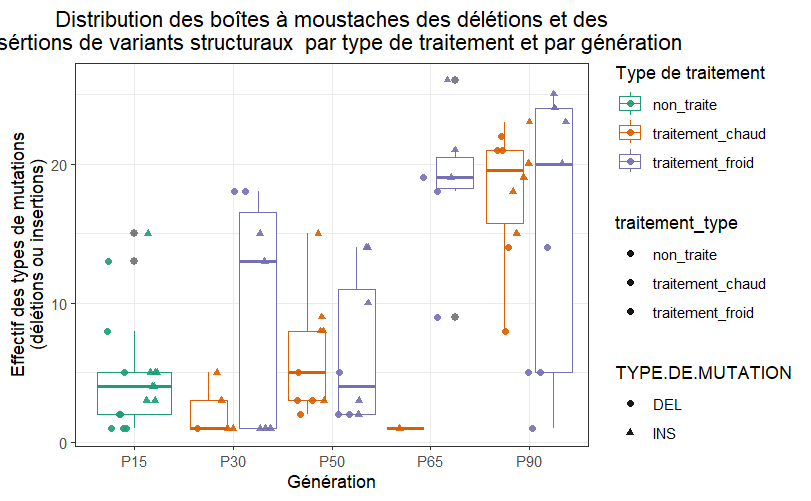 Distribution des boîtes à moustaches des délétions et des
sértions de variants structuraux  par type de traitement et par génération
Effectif des types de mutations
(délétions ou insertions)
20
10
0
P15
P30
P50
P65
P90
Génération
Type de traitement
non_traite
traitement_chaud
traitement_froid
traitement_type
non_traite
traitement_chaud
traitement_froid
TYPE.DE.MUTATION
DEL
INS